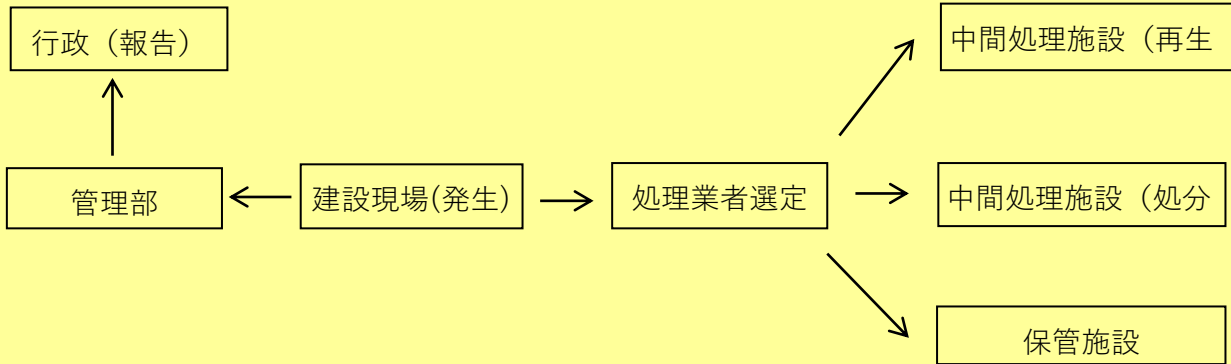 行政（報告）
中間処理施設（再生
管理部
建設現場(発生)
処理業者選定
中間処理施設（処分
保管施設